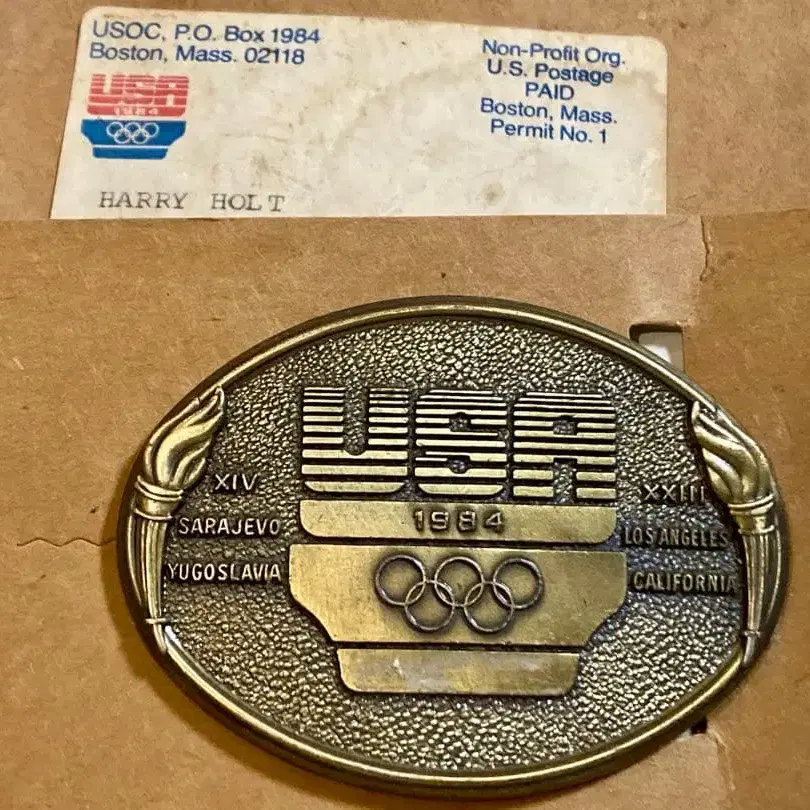 USOC, P.O. Box 1984
Boston, Mass. 02118
Non-Profit Org.
U.S. Postage
PAID
Boston, Mass.
Permit No. 1
USA
1984
HARRY HOLT
USA
1984
XIV
SARAJEVO
YUGOSLAVIA
XXIII
LOS ANGELES
CALIFORNIA